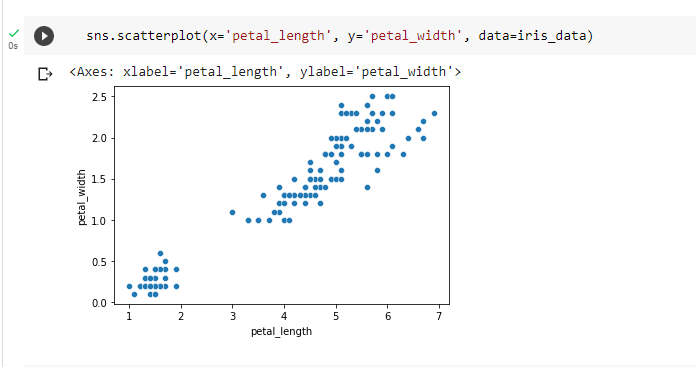 sns.scatterplot(x='petal_length', y='petal_width', data=iris_data)
0s
<Axes: xlabel='petal_length', ylabel='petal_width'>
2.5
2.0
1.5
1.0
0.5
0.0
petal_width
1 2 3 4 5 6 7
petal_length